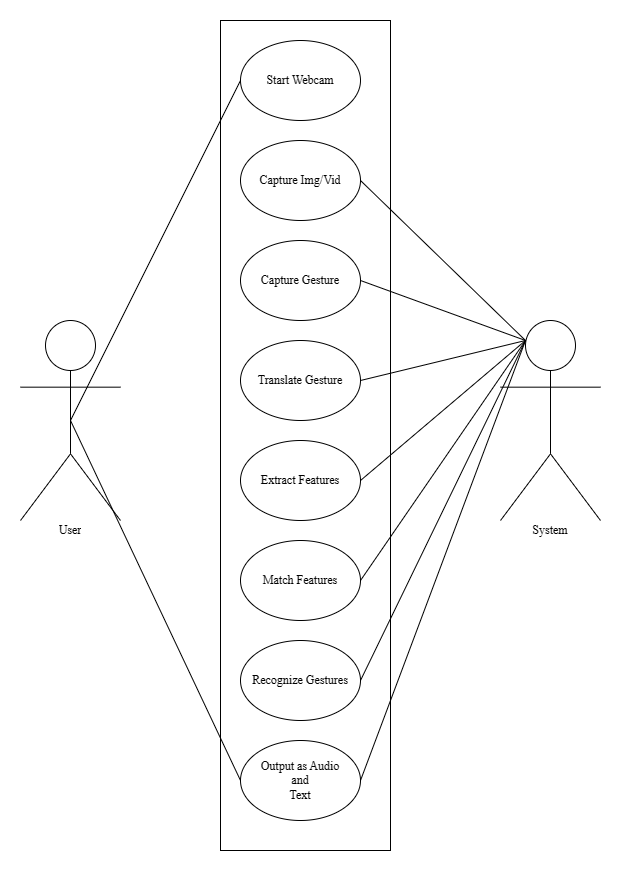 Start Webcam
Capture Img/Vid
Capture Gesture
Translate Gesture
Extract Features
User
System
Match Features
Recognize Gestures
Output as Audio
and
Text